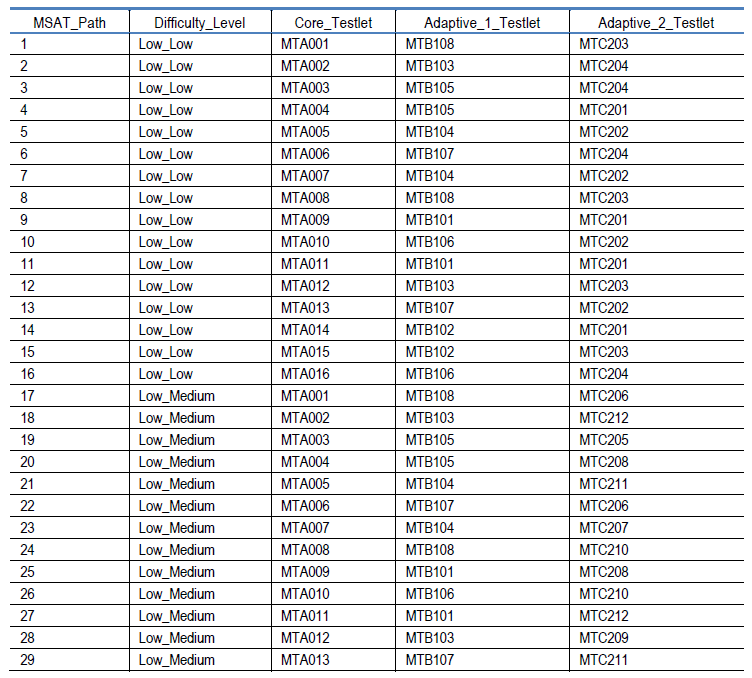 MSAT_Path Difficulty_Level Core_Testlet Adaptive_1_Testlet Adaptive_2_Testlet
1 Low_Low MTA001 MTB108 MTC203
2 Low_Low MTA002 MTB103 MTC204
3 Low_Low MTA003 MTB105 MTC204
4 Low_Low MTA004 MTB105 MTC201
5 Low_Low MTA005 MTB104 MTC202
6 Low_Low MTA006 MTB107 MTC204
7 Low_Low MTA007 MTB104 MTC202
8 Low_Low MTA008 MTB108 MTC203
9 Low_Low MTA009 MTB101 MTC201
10 Low_Low MTA010 MTB106 MTC202
11 Low_Low MTA011 MTB101 MTC201
12 Low_Low MTA012 MTB103 MTC203
13 Low_Low MTA013 MTB107 MTC202
14 Low_Low MTA014 MTB102 MTC201
15 Low_Low MTA015 MTB102 MTC203
16 Low_Low MTA016 MTB106 MTC204
17 Low_Medium MTA001 MTB108 MTC206
18 Low_Medium MTA002 MTB103 MTC212
19 Low_Medium MTA003 MTB105 MTC205
20 Low_Medium MTA004 MTB105 MTC208
21 Low_Medium MTA005 MTB104 MTC211
22 Low_Medium MTA006 MTB107 MTC206
23 Low_Medium MTA007 MTB104 MTC207
24 Low_Medium MTA008 MTB108 MTC210
25 Low_Medium MTA009 MTB101 MTC208
26 Low_Medium MTA010 MTB106 MTC210
27 Low_Medium MTA011 MTB101 MTC212
28 Low_Medium MTA012 MTB103 MTC209
29 Low_Medium MTA013 MTB107 MTC211